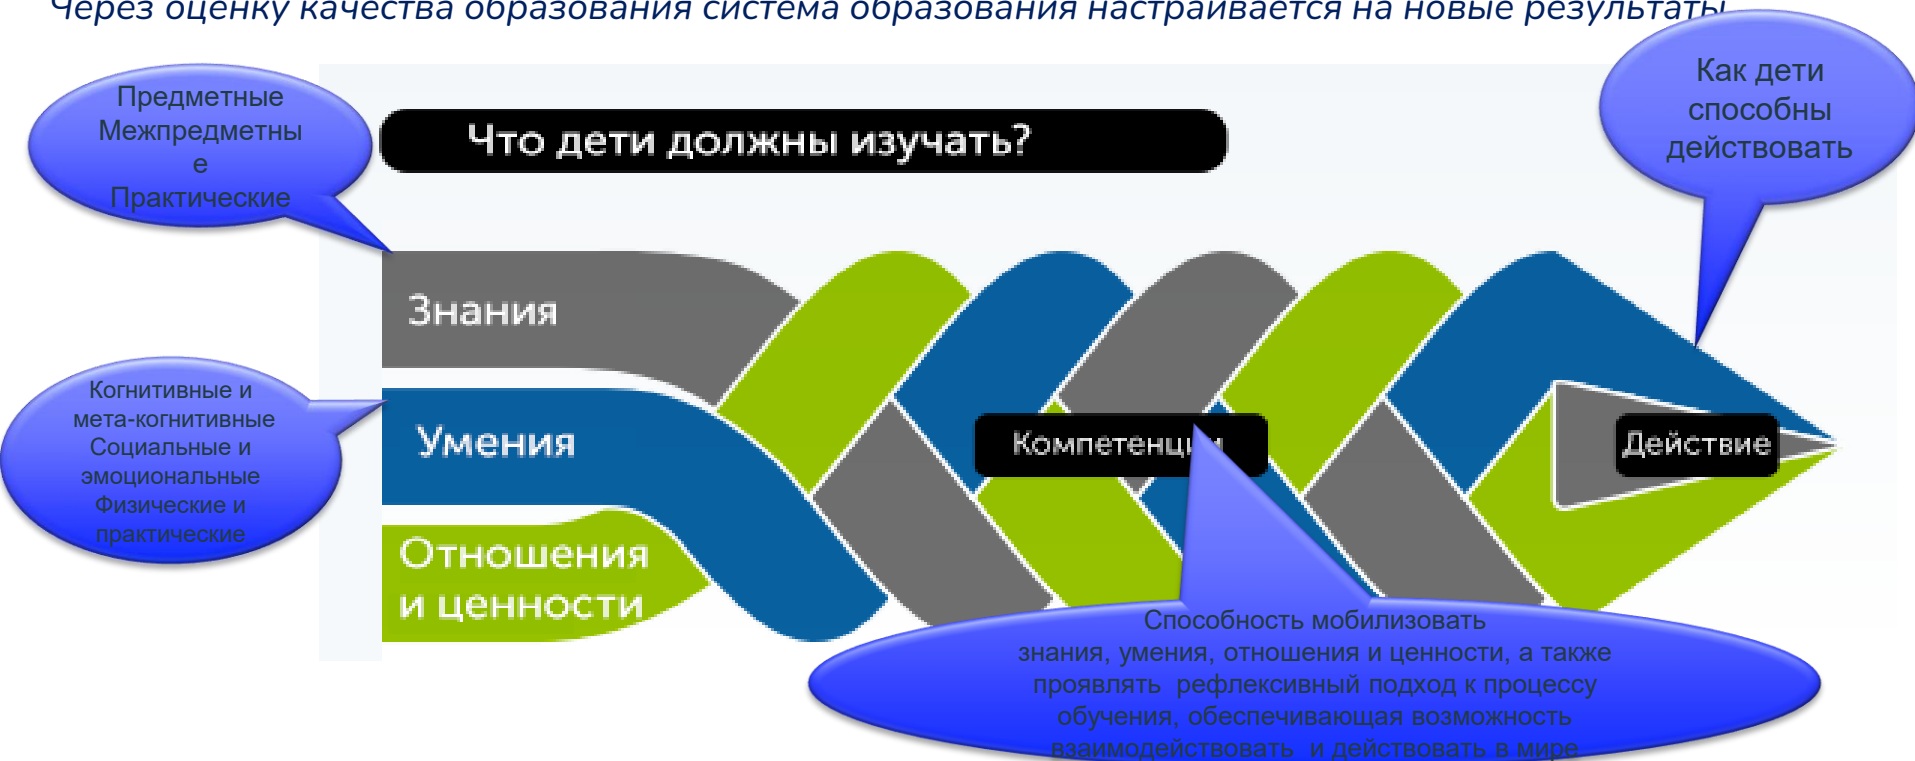 Через оценку качества образования система образования настраивается на новые результаты
Предметные
Межпредметны
е
Практические
Что дети должны изучать?
Как дети
способны
действовать
Знания
Когнитивные и
мета-когнитивные
Социальные и
эмоциональные
Физические и
практические
Умения
Компетенции
Действие
Отношения
и ценности
Способность мобилизовать
знания, умения, отношения и ценности, а также
проявлять рефлексивный подход к процессу
обучения, обеспечивающая возможность
взаимодействовать и действовать в мире